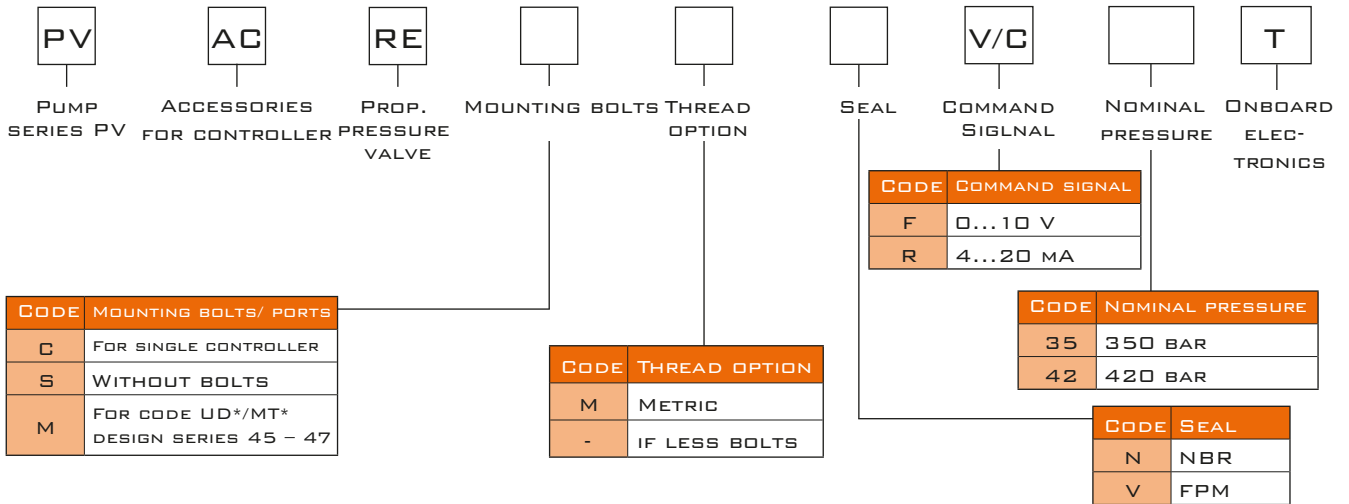 PV AC RE V/C T
PUMP
SERIES PV
ACCESSORIES
FOR CONTROLLER
PROP.
PRESSURE
VALVE
MOUNTING BOLTS
THREAD
OPTION
SEAL
COMMAND
SIGLNAL
NOMINAL
PRESSURE
ONBOARD
ELEC-
TRONICS
CODE COMMAND SIGNAL
F 0...10 V
R 4...20 MA
CODE MOUNTING BOLTS/ PORTS
C FOR SINGLE CONTROLLER
S WITHOUT BOLTS
M FOR CODE UD*/MT*
DESIGN SERIES 45 – 47
CODE THREAD OPTION
M METRIC
- IF LESS BOLTS
CODE NOMINAL PRESSURE
35 350 BAR
42 420 BAR
CODE SEAL
N NBR
V FPM